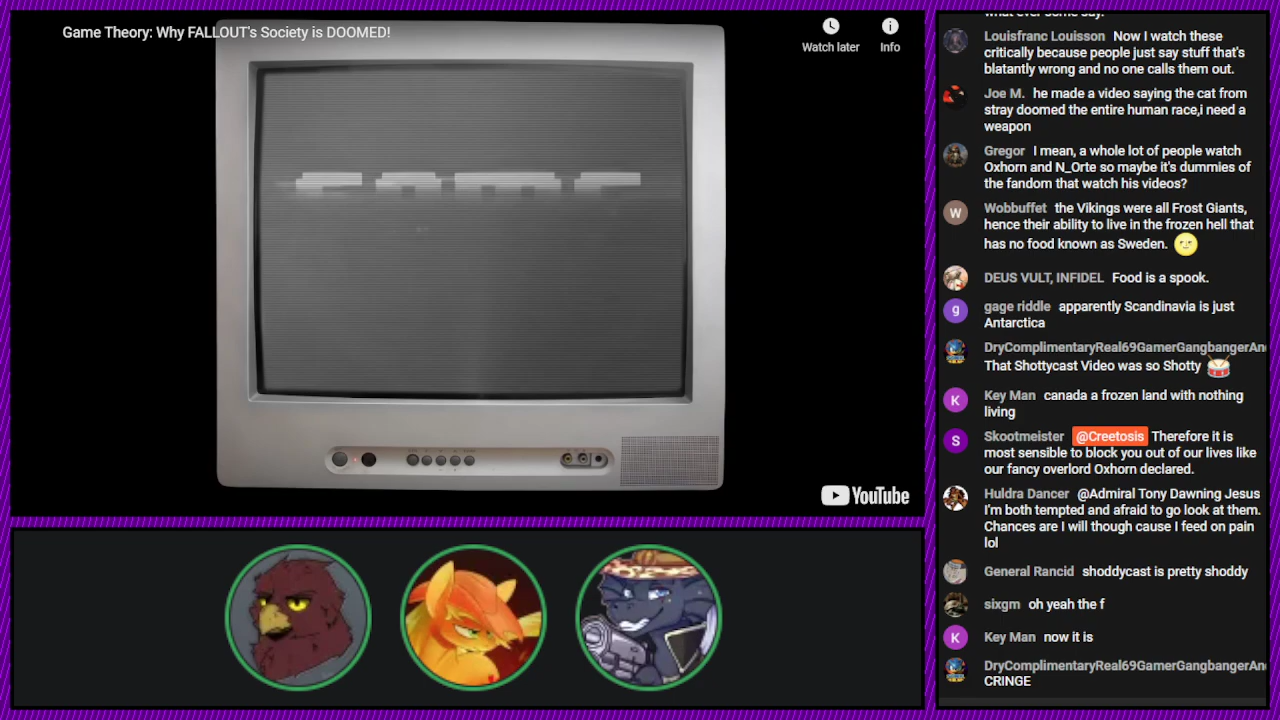 Game Theory: Why FALLOUT's Society is DOOMED!
Watch later
Info
YouTube
what ever some say.
Louisfranc Louisson Now I watch these
critically because people just say stuff that's
blatantly wrong and no one calls them out.
Joe M. he made a video saying the cat from
stray doomed the entire human race,i need a
weapon
Gregor I mean, a whole lot of people watch
Oxhorn and N_Orte so maybe it's dummies of
the fandom that watch his videos?
W
Wobbuffet the Vikings were all Frost Giants,
hence their ability to live in the frozen hell that
has no food known as Sweden.
DEUS VULT, INFIDEL Food is a spook.
g
gage riddle apparently Scandinavia is just
Antarctica
DryComplimentaryReal69GamerGangbangerAn
That Shottycast Video was so Shotty
K
Key Man canada a frozen land with nothing
living
S
Skootmeister @Creetosis Therefore it is
most sensible to block you out of our lives like
our fancy overlord Oxhorn declared.
Huldra Dancer @Admiral Tony Dawning Jesus
I'm both tempted and afraid to go look at them.
Chances are I will though cause I feed on pain
lol
General Rancid shoddycast is pretty shoddy
sixgm oh yeah the f
K
Key Man now it is
DryComplimentaryReal69GamerGangbangerAn
CRINGE